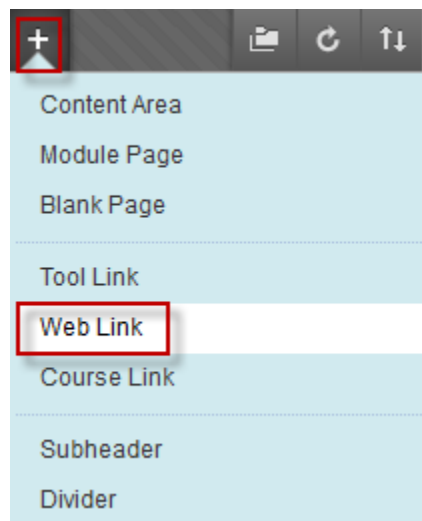 +
Content Area
Module Page
Blank Page
Tool Link
Web Link
Course Link
Subheader
Divider